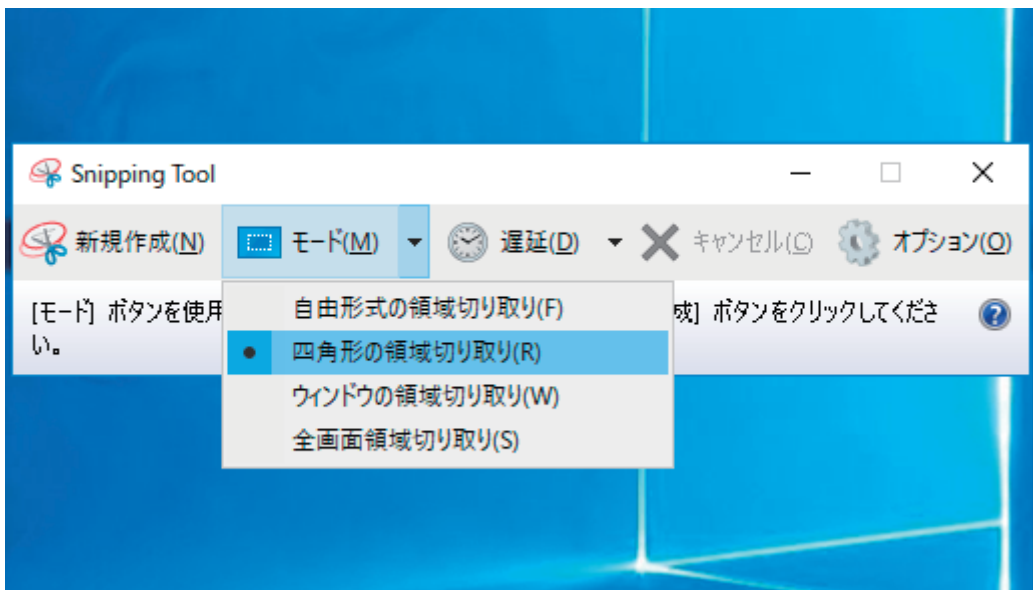 Snipping Tool
新規作成(N) モード(M) 遅延(D) キャンセル(C) オプション(O)
[モード] ボタンを使用 成] ボタンをクリックしてくださ
い。
自由形式の領域切り取り(F)
四角形の領域切り取り(R)
ウィンドウの領域切り取り(W)
全画面領域切り取り(S)